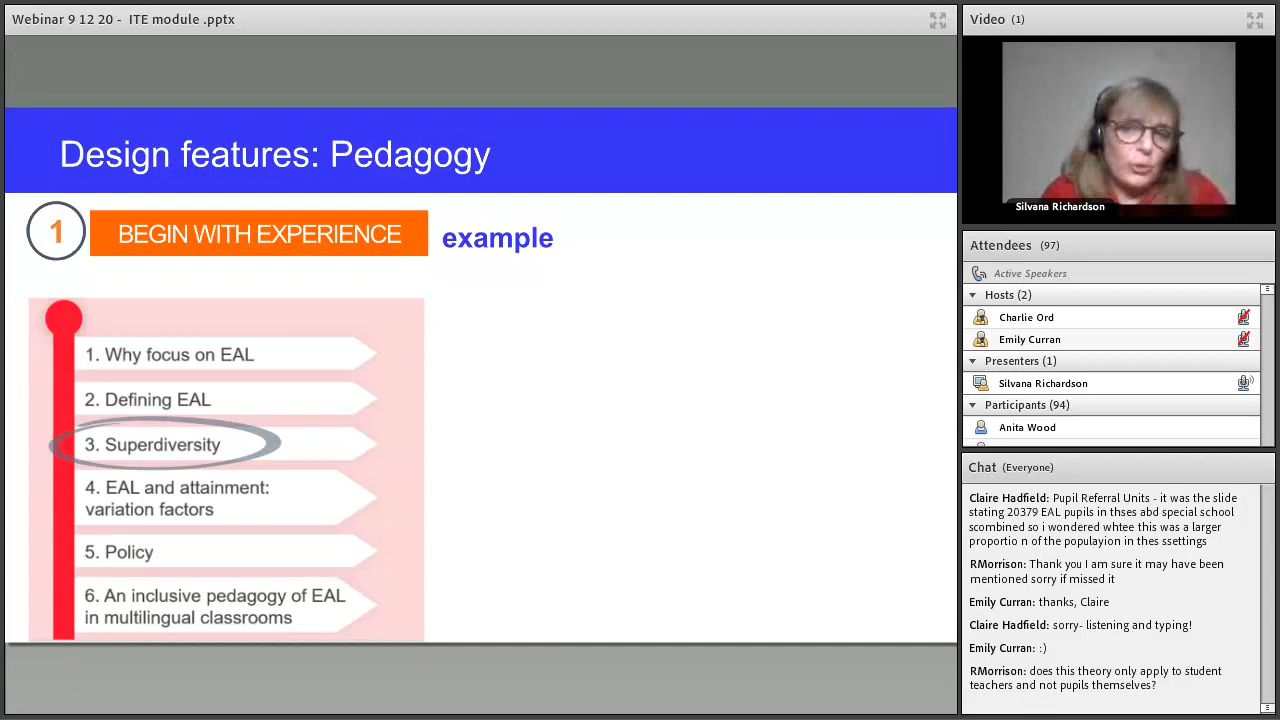 Webinar 9 12 20 - ITE module .pptx
Design features: Pedagogy
1
BEGIN WITH EXPERIENCE
example
1. Why focus on EAL
2. Defining EAL
3. Superdiversity
4. EAL and attainment:
variation factors
5. Policy
6. An inclusive pedagogy of EAL
in multilingual classrooms
Video (1)
Silvana Richardson
Attendees (97)
Active Speakers
Hosts (2)
Charlie Ord
Emily Curran
Presenters (1)
Silvana Richardson
Participants (94)
Anita Wood
Chat (Everyone)
Claire Hadfield: Pupil Referral Units - it was the slide
stating 20379 EAL pupils in thses abd special school
scombined so i wondered whtee this was a larger
proportio n of the populayion in thes ssettings
RMorrison: Thank you I am sure it may have been
mentioned sorry if missed it
Emily Curran: thanks, Claire
Claire Hadfield: sorry- listening and typing!
Emily Curran: :)
RMorrison: does this theory only apply to student
teachers and not pupils themselves?